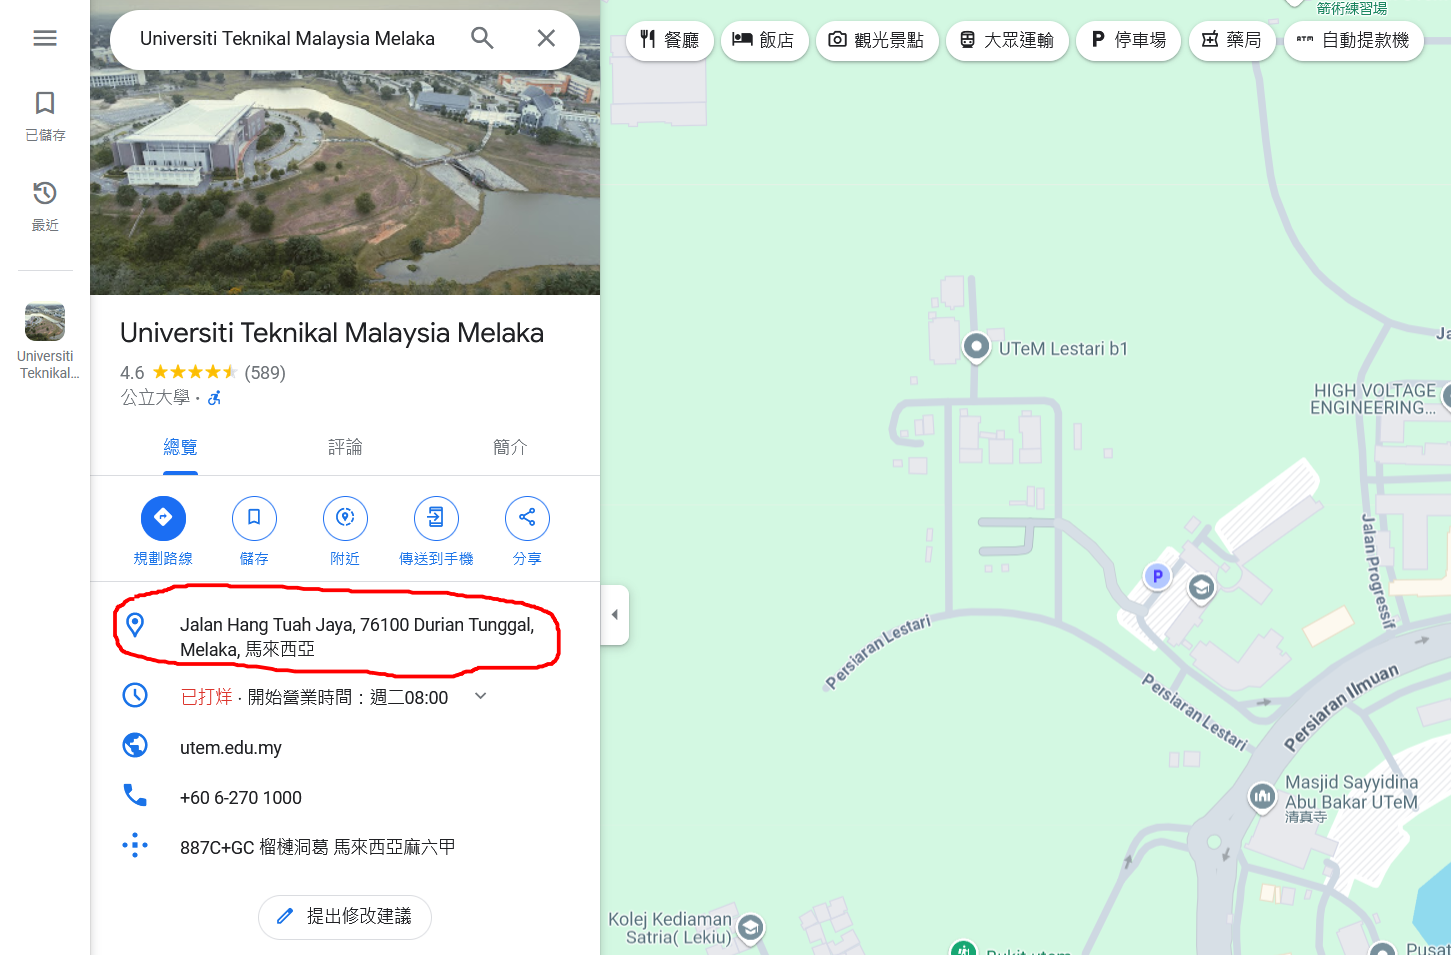 Universiti Teknikal Malaysia Melaka
已儲存
最近
Universiti
Teknikal...
Universiti Teknikal Malaysia Melaka
4.6 (589)
公立大學 ·
總覽 評論 簡介
規劃路線 儲存 附近 傳送到手機 分享
Jalan Hang Tuah Jaya, 76100 Durian Tunggal,
Melaka, 馬來西亞
已打烊 · 開始營業時間：週二08:00
utem.edu.my
+60 6-270 1000
887C+GC 榴槤洞葛 馬來西亞麻六甲
提出修改建議
箭術練習場
餐廳 飯店 觀光景點 大眾運輸 P 停車場 藥局 ATM 自動提款機
UTeM Lestari b1
HIGH VOLTAGE
ENGINEERING...
Jalan Progressif
P
Persiaran Lestari
Persiaran Lestari
Persiaran Ilmuan
Masjid Sayyidina
Abu Bakar UTeM
清真寺
Kolej Kediaman
Satria( Lekiu)
Bukit utem
Pusat